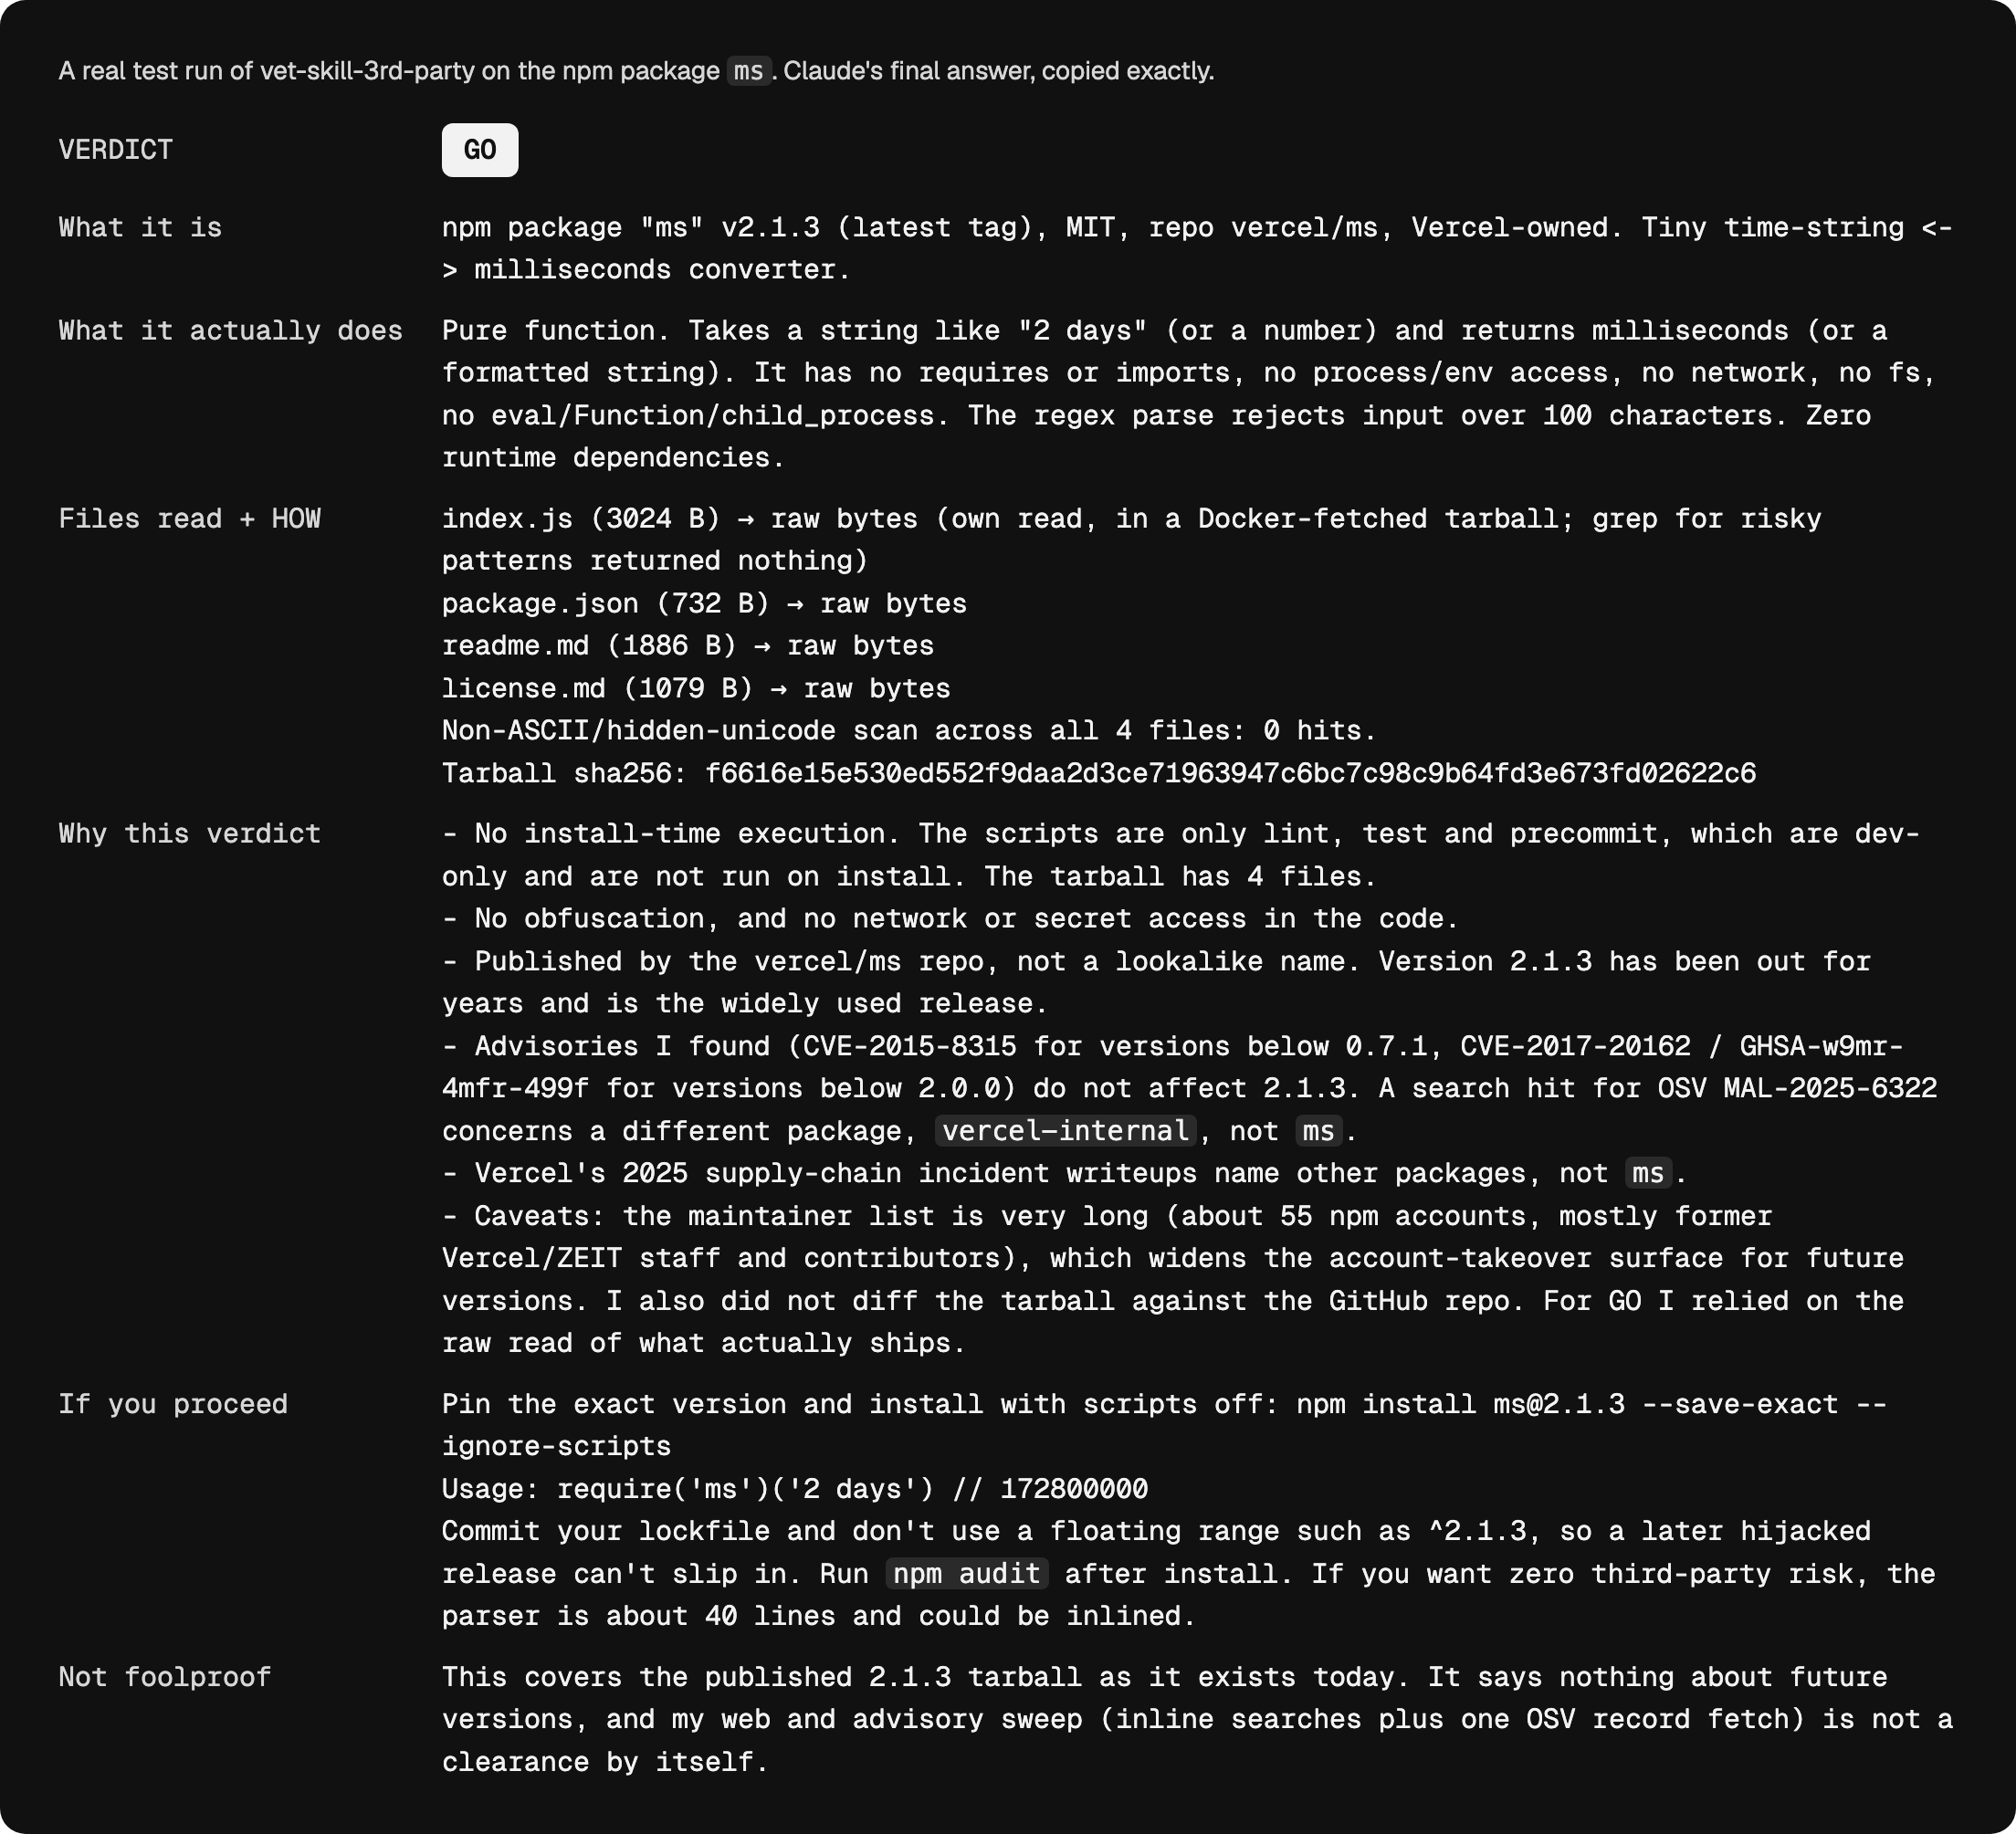 A real test run of vet-skill-3rd-party on the npm package ms. Claude's final answer, copied exactly.
VERDICT
GO
What it is
npm package "ms" v2.1.3 (latest tag), MIT, repo vercel/ms, Vercel-owned. Tiny time-string <-
> milliseconds converter.
What it actually does
Pure function. Takes a string like "2 days" (or a number) and returns milliseconds (or a
formatted string). It has no requires or imports, no process/env access, no network, no fs,
no eval/Function/child_process. The regex parse rejects input over 100 characters. Zero
runtime dependencies.
Files read + HOW
index.js (3024 B) → raw bytes (own read, in a Docker-fetched tarball; grep for risky
patterns returned nothing)
package.json (732 B) → raw bytes
readme.md (1886 B) → raw bytes
license.md (1079 B) → raw bytes
Non-ASCII/hidden-unicode scan across all 4 files: 0 hits.
Tarball sha256: f6616e15e530ed552f9daa2d3ce71963947c6bc7c98c9b64fd3e673fd02622c6
Why this verdict
- No install-time execution. The scripts are only lint, test and precommit, which are dev-
only and are not run on install. The tarball has 4 files.
- No obfuscation, and no network or secret access in the code.
- Published by the vercel/ms repo, not a lookalike name. Version 2.1.3 has been out for
years and is the widely used release.
- Advisories I found (CVE-2015-8315 for versions below 0.7.1, CVE-2017-20162 / GHSA-w9mr-
4mfr-499f for versions below 2.0.0) do not affect 2.1.3. A search hit for OSV MAL-2025-6322
concerns a different package, vercel-internal, not ms.
- Vercel's 2025 supply-chain incident writeups name other packages, not ms.
- Caveats: the maintainer list is very long (about 55 npm accounts, mostly former
Vercel/ZEIT staff and contributors), which widens the account-takeover surface for future
versions. I also did not diff the tarball against the GitHub repo. For GO I relied on the
raw read of what actually ships.
If you proceed
Pin the exact version and install with scripts off: npm install ms@2.1.3 --save-exact --
ignore-scripts
Usage: require('ms')('2 days') // 172800000
Commit your lockfile and don't use a floating range such as ^2.1.3, so a later hijacked
release can't slip in. Run npm audit after install. If you want zero third-party risk, the
parser is about 40 lines and could be inlined.
Not foolproof
This covers the published 2.1.3 tarball as it exists today. It says nothing about future
versions, and my web and advisory sweep (inline searches plus one OSV record fetch) is not a
clearance by itself.